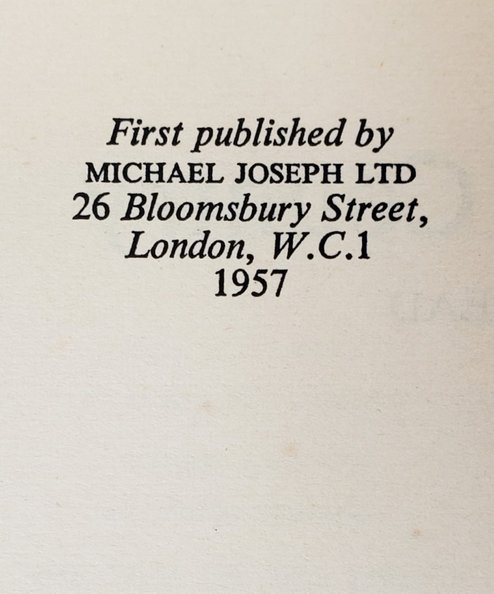 First published by
MICHAEL JOSEPH LTD
26 Bloomsbury Street,
London, W.C.1
1957